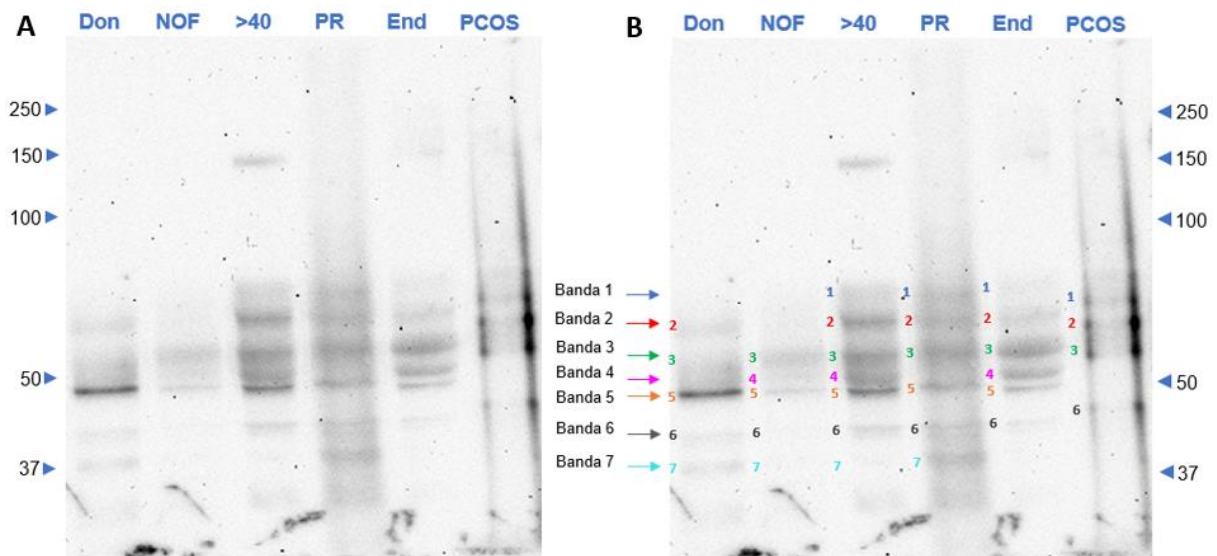 A Don NOF >40 PR End PCOS
B Don NOF >40 PR End PCOS
250 250
150 150
100 100
Banda 1 1 1 1 1
Banda 2 2 2 2 2 2
Banda 3 3 3 3 3 3 3
50 50
Banda 4 4 4 4
Banda 5 5 5 5 5 5
Banda 6 6 6 6 6 6 6
37 37
Banda 7 7 7 7 7